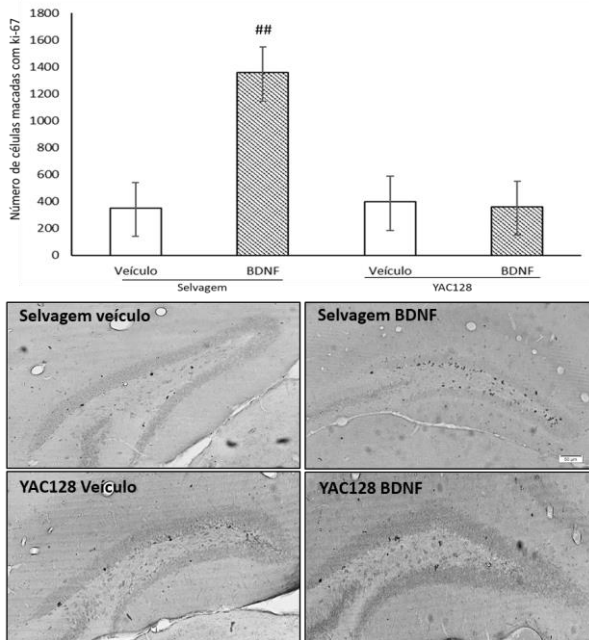 Número de células macadas com ki-67
1800
1600
1400
1200
1000
800
600
400
200
0
##
Veículo BDNF Veículo BDNF
Selvagem YAC128
Selvagem veículo Selvagem BDNF
YAC128 Veículo YAC128 BDNF